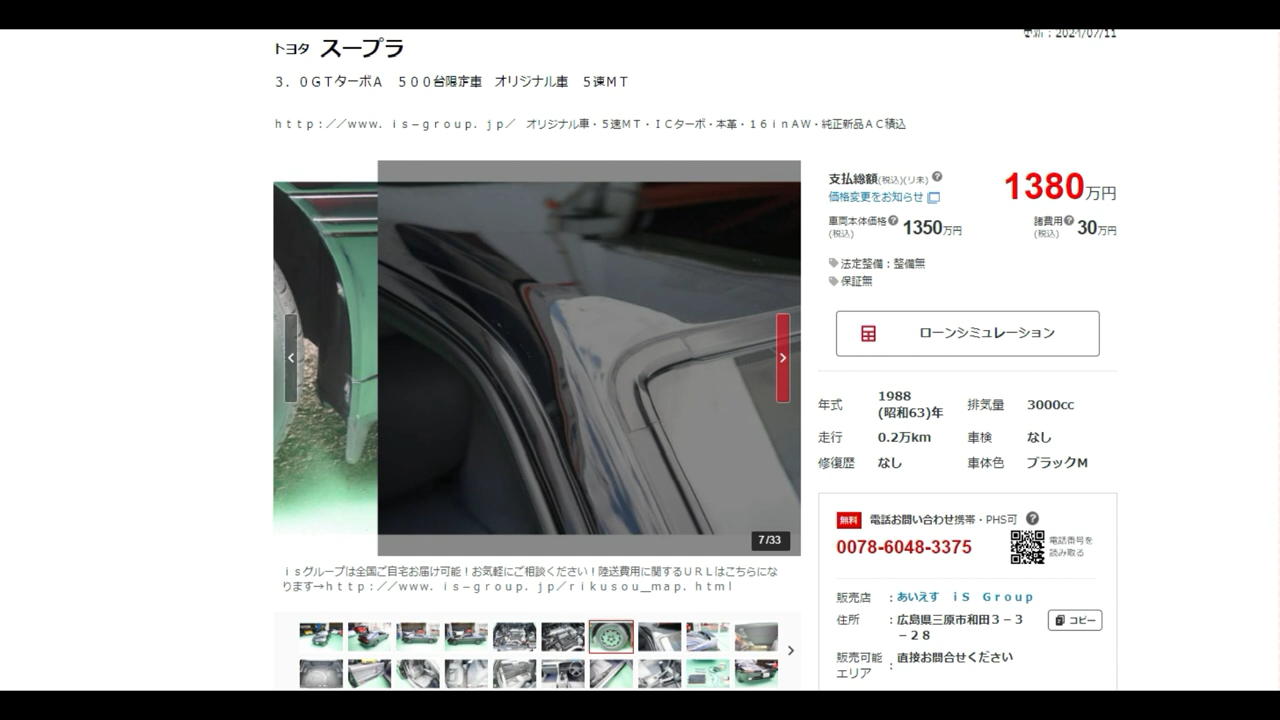 更新：2024/07/11
トヨタ スープラ
３．０ＧＴターボＡ　５００台限定車　オリジナル車　５速ＭＴ
ｈｔｔｐ：／／ｗｗｗ．ｉｓ－ｇｒｏｕｐ．ｊｐ／　オリジナル車・５速ＭＴ・ＩＣターボ・本革・１６ｉｎＡＷ・純正新品ＡＣ積込
支払総額(税込)(リ未) ? 1380万円
価格変更をお知らせ
車両本体価格? (税込) 1350万円 諸費用? (税込) 30万円
法定整備：整備無
保証無
ローンシミュレーション
年式 1988(昭和63)年 排気量 3000cc
走行 0.2万km 車検 なし
修復歴 なし 車体色 ブラックM
7/33
無料 電話お問い合わせ携帯・PHS可 ?
0078-6048-3375 電話番号を読み取る
ｉｓグループは全国ご自宅お届け可能！お気軽にご相談ください！陸送費用に関するＵＲＬはこちらにな
ります→ｈｔｔｐ：／／ｗｗｗ．ｉｓ－ｇｒｏｕｐ．ｊｐ／ｒｉｋｕｓｏｕ＿ｍａｐ．ｈｔｍｌ
販売店 ：あいえす　ｉＳ　Ｇｒｏｕｐ
住所 ：広島県三原市和田３－３
－２８
コピー
販売可能エリア ：直接お問合せください